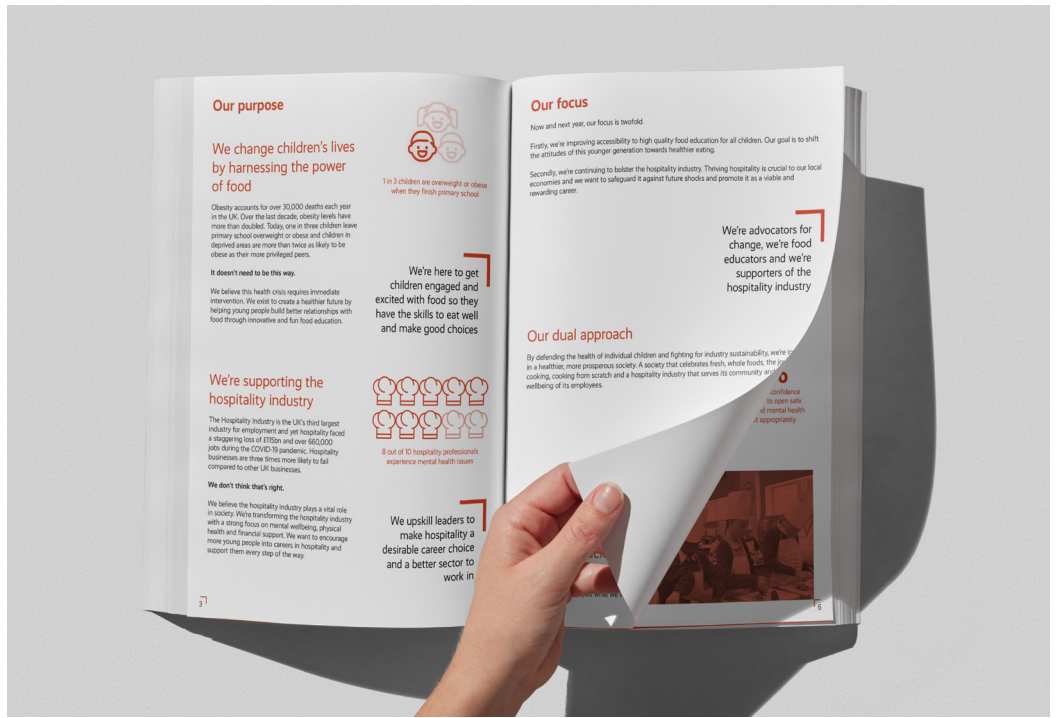 Our purpose
We change children's lives
by harnessing the power
of food
Obesity accounts for over 30,000 deaths each year
in the UK. Over the last decade, obesity levels have
more than doubled. Today, one in three children leave
primary school overweight or obese and children in
deprived areas are more than twice as likely to be
obese as their more privileged peers.
It doesn't need to be this way.
We believe this health crisis requires immediate
intervention. We exist to create a healthier future by
helping young people build better relationships with
food through innovative and fun food education.
1 in 3 children are overweight or obese
when they finish primary school
We're here to get
children engaged and
excited with food so they
have the skills to eat well
and make good choices
We're supporting the
hospitality industry
The Hospitality Industry is the UK's third largest
industry for employment and yet hospitality faced
a staggering loss of £115bn and over 660,000
jobs during the COVID-19 pandemic. Hospitality
businesses are three times more likely to fail
compared to other UK businesses.
We don't think that's right.
We believe the hospitality industry plays a vital role
in society. We're transforming the hospitality industry
with a strong focus on mental wellbeing, physical
health and financial support. We want to encourage
more young people into careers in hospitality and
support them every step of the way.
8 out of 10 hospitality professionals
experience mental health issues
We upskill leaders to
make hospitality a
desirable career choice
and a better sector to
work in
3
Our focus
Now and next year, our focus is twofold.
Firstly, we're improving accessibility to high quality food education for all children. Our goal is to shift
the attitudes of this younger generation towards healthier eating.
Secondly, we're continuing to bolster the hospitality industry. Thriving hospitality is crucial to our local
economies and we want to safeguard it against future shocks and promote it as a viable and
rewarding career.
We're advocators for
change, we're food
educators and we're
supporters of the
hospitality industry
Our dual approach
By defending the health of individual children and fighting for industry sustainability, we're
in a healthier, more prosperous society. A society that celebrates fresh, whole foods, the
cooking, cooking from scratch and a hospitality industry that serves its community and
wellbeing of its employees.
confidence
to open safe
mental health
appropriately
6